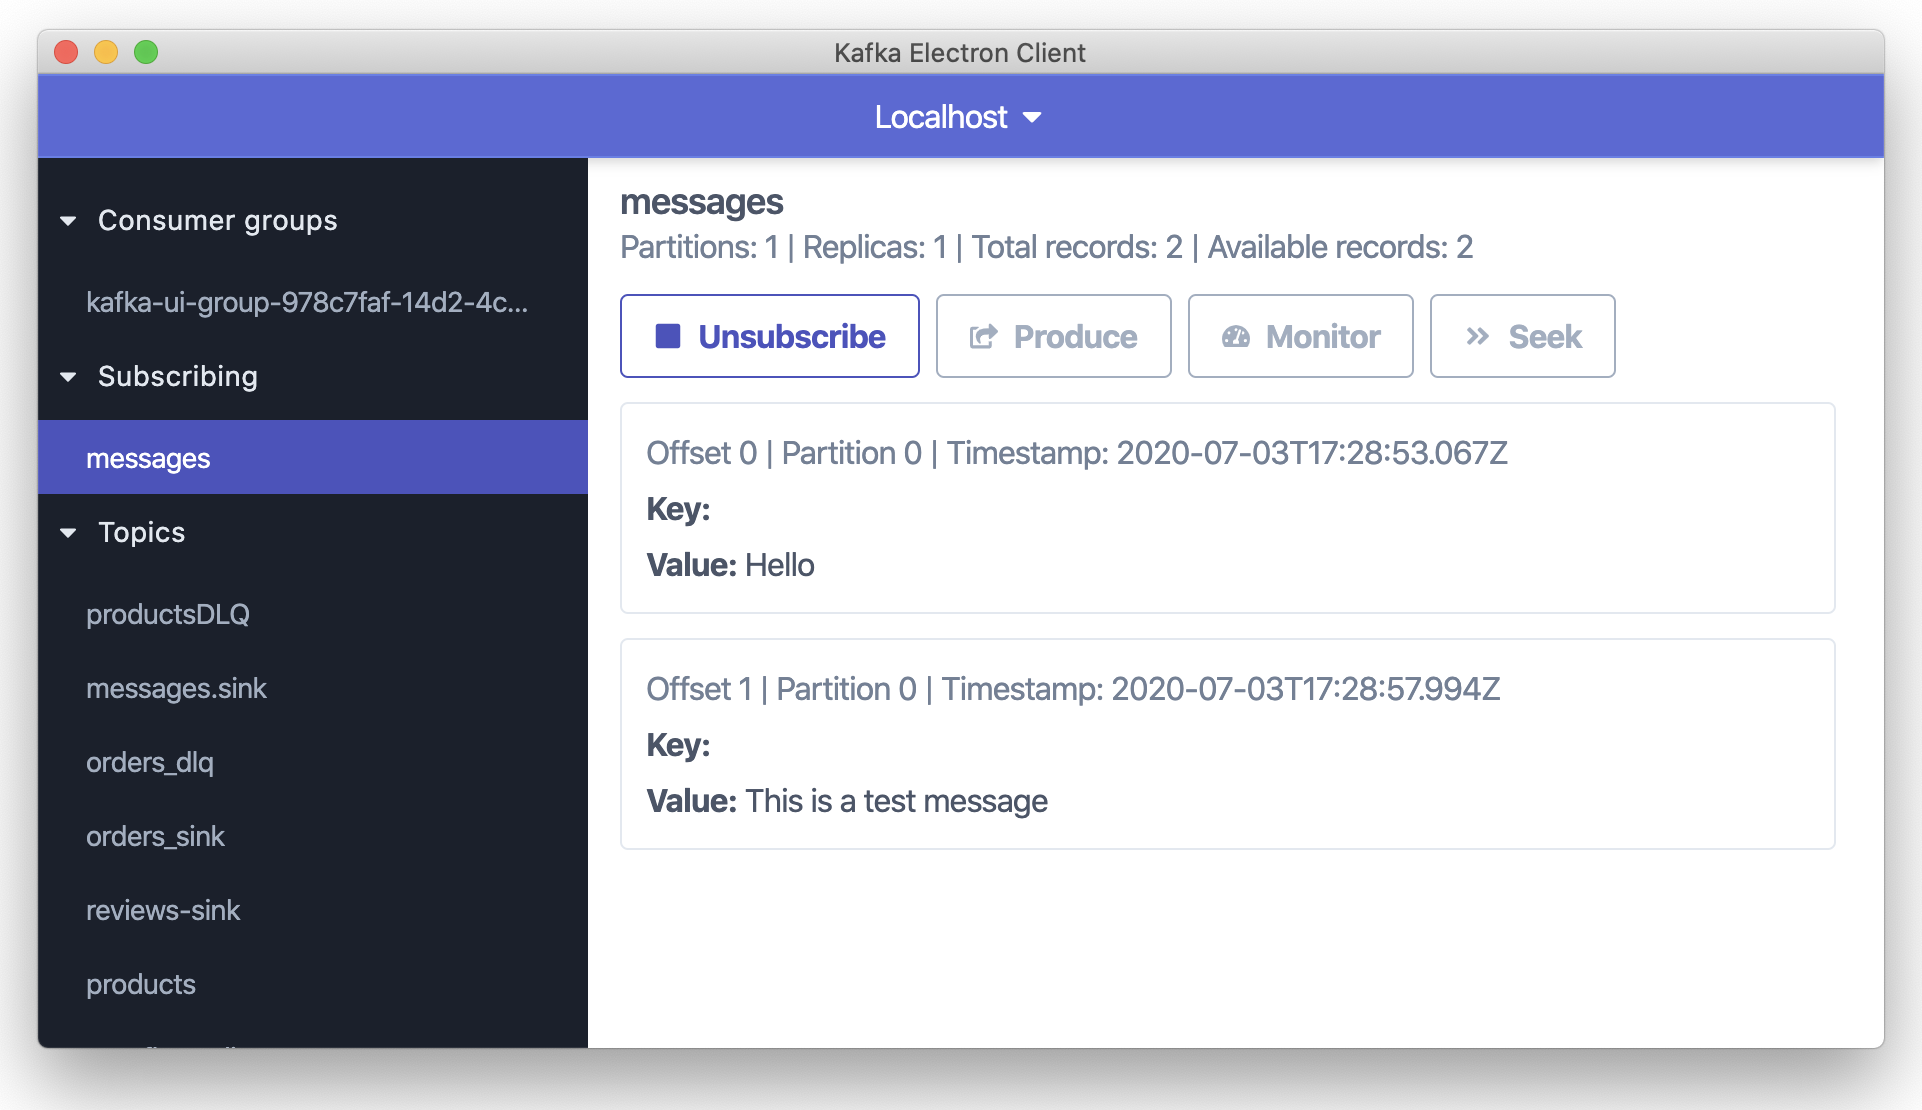 Kafka Electron Client
Localhost
Consumer groups
kafka-ui-group-978c7faf-14d2-4c...
Subscribing
messages
Topics
productsDLQ
messages.sink
orders_dlq
orders_sink
reviews-sink
products
messages
Partitions: 1 | Replicas: 1 | Total records: 2 | Available records: 2
Unsubscribe Produce Monitor Seek
Offset 0 | Partition 0 | Timestamp: 2020-07-03T17:28:53.067Z
Key:
Value: Hello
Offset 1 | Partition 0 | Timestamp: 2020-07-03T17:28:57.994Z
Key:
Value: This is a test message